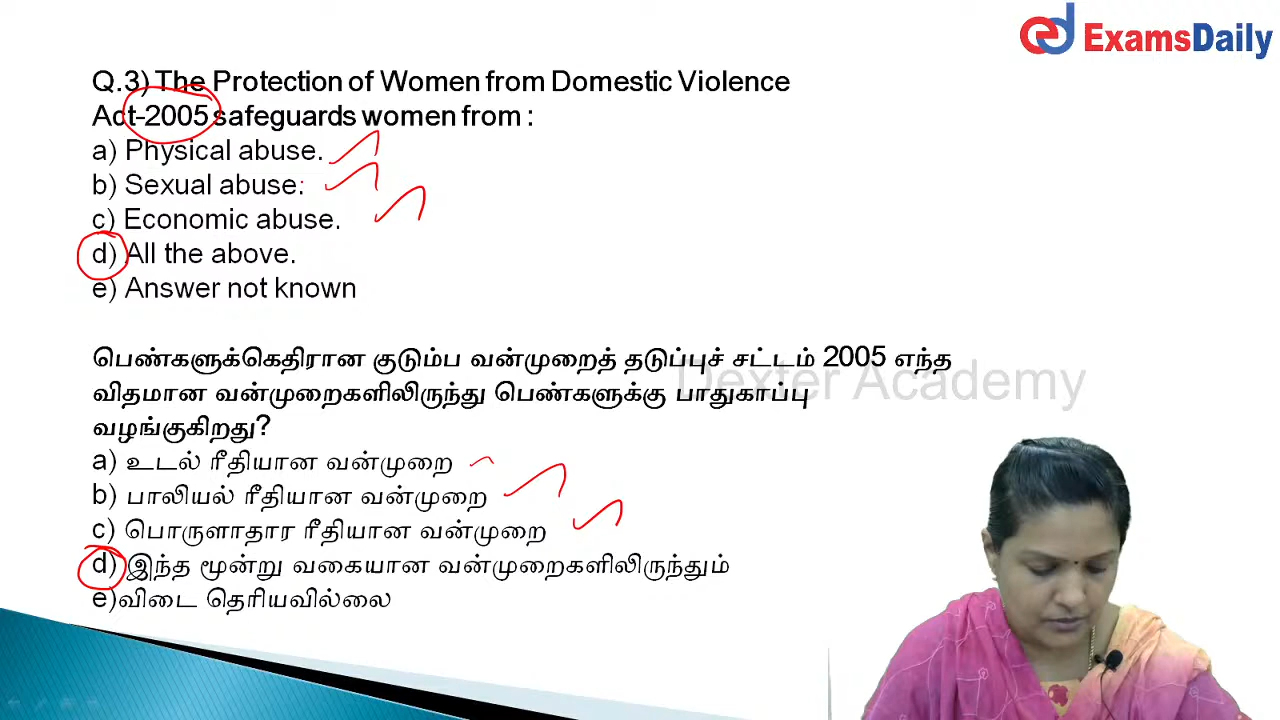 ExamsDaily
Q.3) The Protection of Women from Domestic Violence
Act-2005 safeguards women from :
a) Physical abuse.
b) Sexual abuse.
c) Economic abuse.
d) All the above.
e) Answer not known
பெண்களுக்கெதிரான குடும்ப வன்முறைத் தடுப்புச் சட்டம் 2005 எந்த
விதமான வன்முறைகளிலிருந்து பெண்களுக்கு பாதுகாப்பு
வழங்குகிறது?
Dexter Academy
a) உடல் ரீதியான வன்முறை
b) பாலியல் ரீதியான வன்முறை
c) பொருளாதார ரீதியான வன்முறை
d) இந்த மூன்று வகையான வன்முறைகளிலிருந்தும்
e)விடை தெரியவில்லை